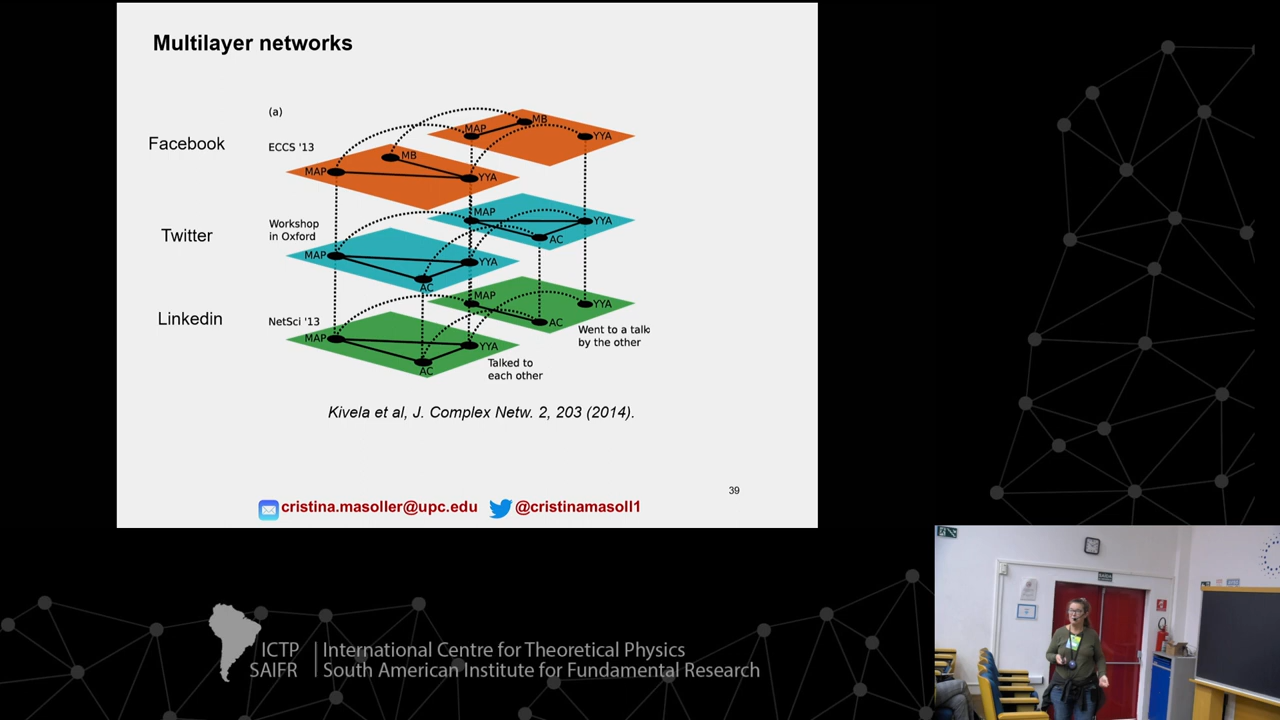 Multilayer networks
(a)
Facebook
ECCS '13
MAP
MB
YYA
MAP
MB
YYA
Twitter
Workshop
in Oxford
MAP
YYA
AC
MAP
YYA
AC
Linkedin
NetSci '13
MAP
YYA
AC
MAP
AC
YYA
Went to a talk
by the other
Talked to
each other
Kivela et al, J. Complex Netw. 2, 203 (2014).
39
cristina.masoller@upc.edu @cristinamasoll1
ICTP International Centre for Theoretical Physics
SAIFR South American Institute for Fundamental Research